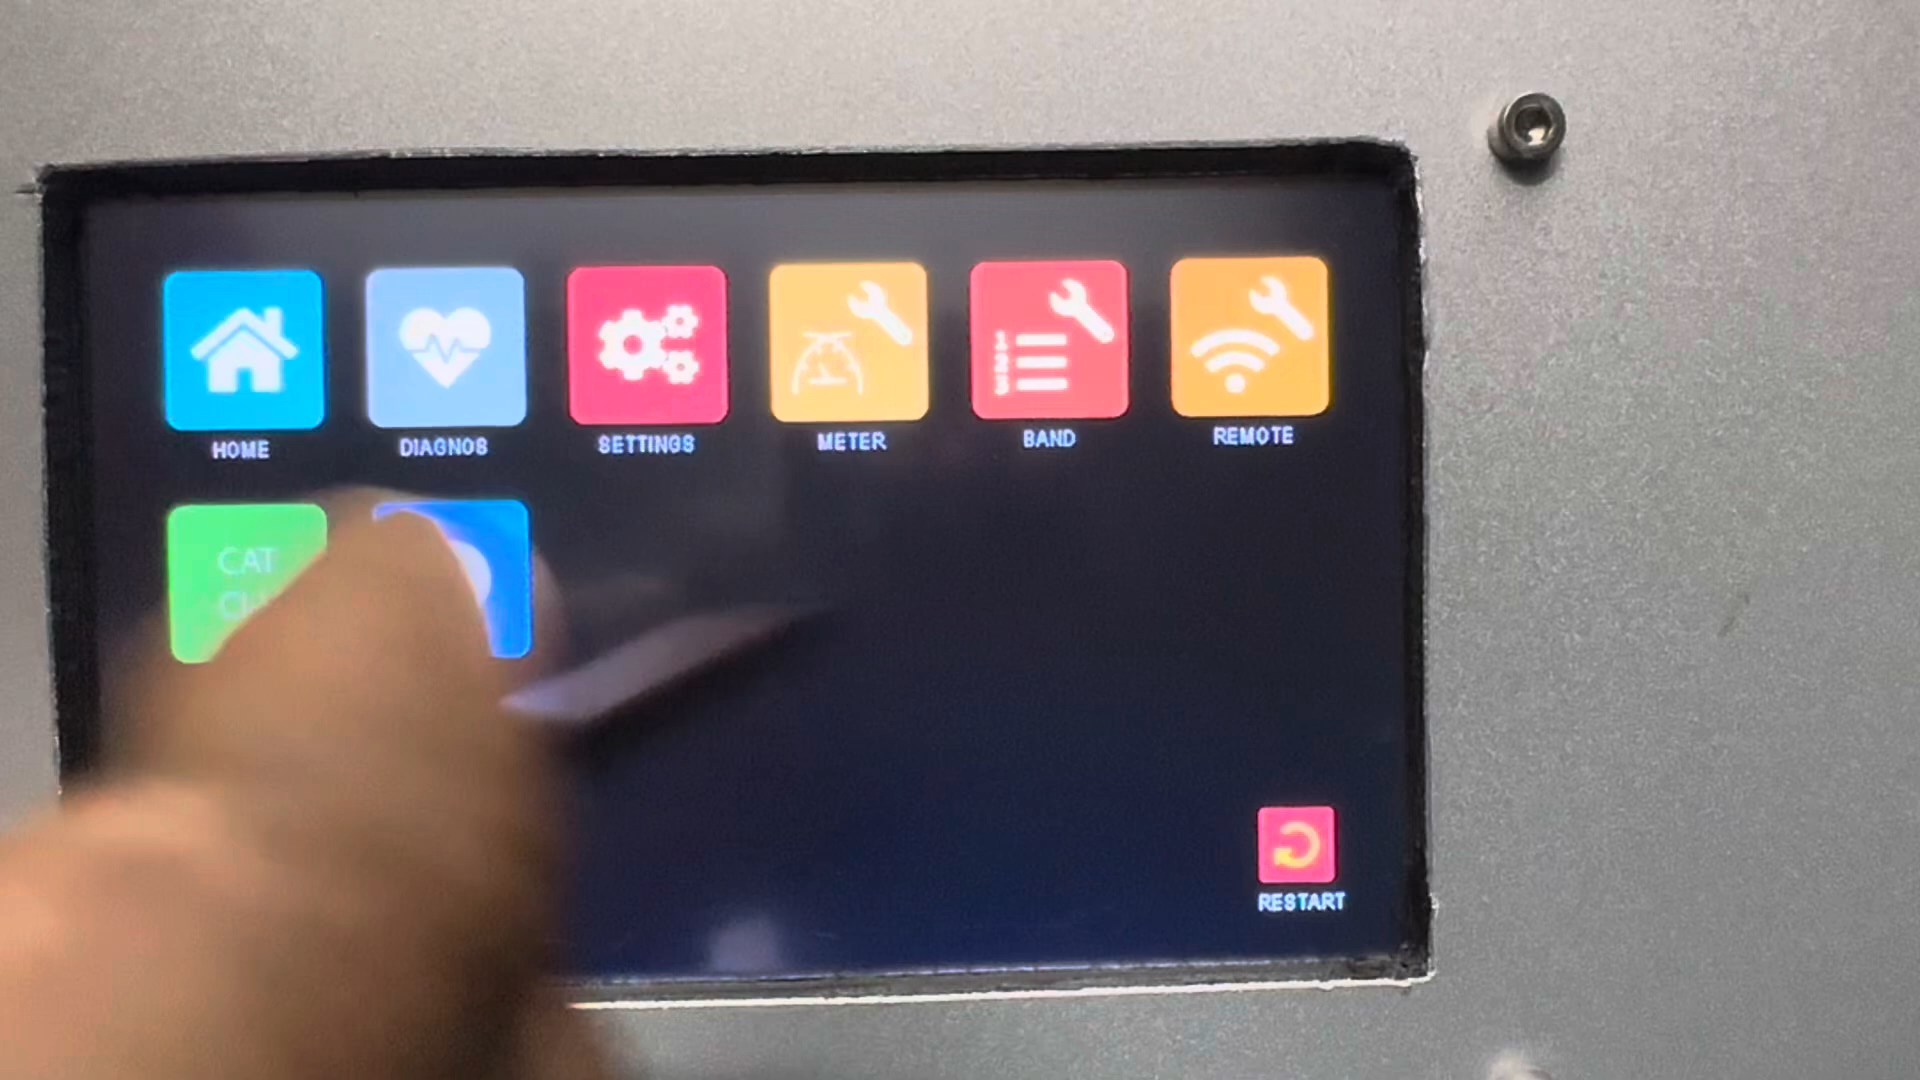 HOME
DIAGNOS
SETTINGS
METER
BAND
REMOTE
CAT
RESTART